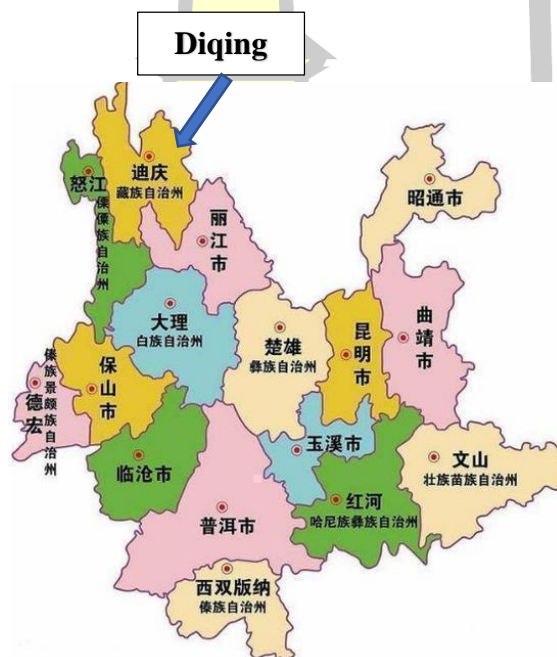 Diqing
迪庆
藏族自治州
怒江
傈僳族自治州
丽江市
昭通市
大理
白族自治州
楚雄
彝族自治州
昆明市
曲靖市
保山市
德宏
傣族景颇族自治州
临沧市
玉溪市
文山
壮族苗族自治州
红河
哈尼族彝族自治州
普洱市
西双版纳
傣族自治州